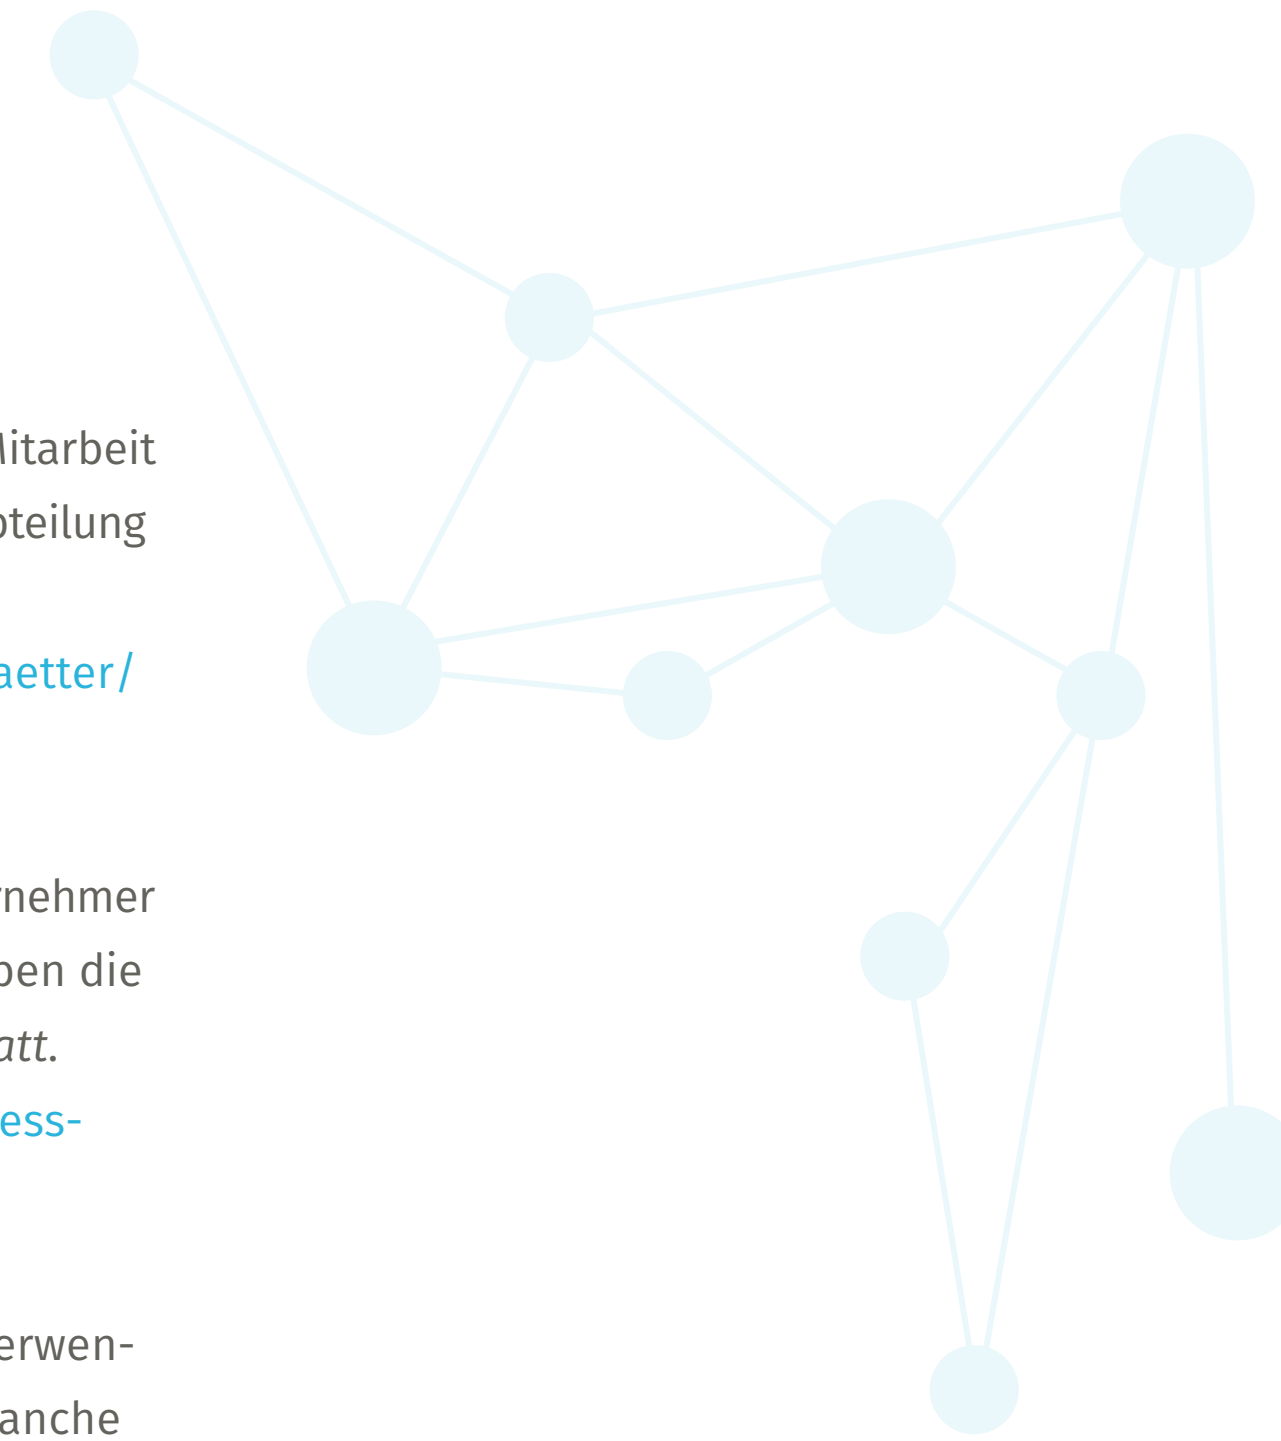 Mitarbeit
bteilung
aetter/
rnehmer
ben die
att.
ess-
erwen-
anche